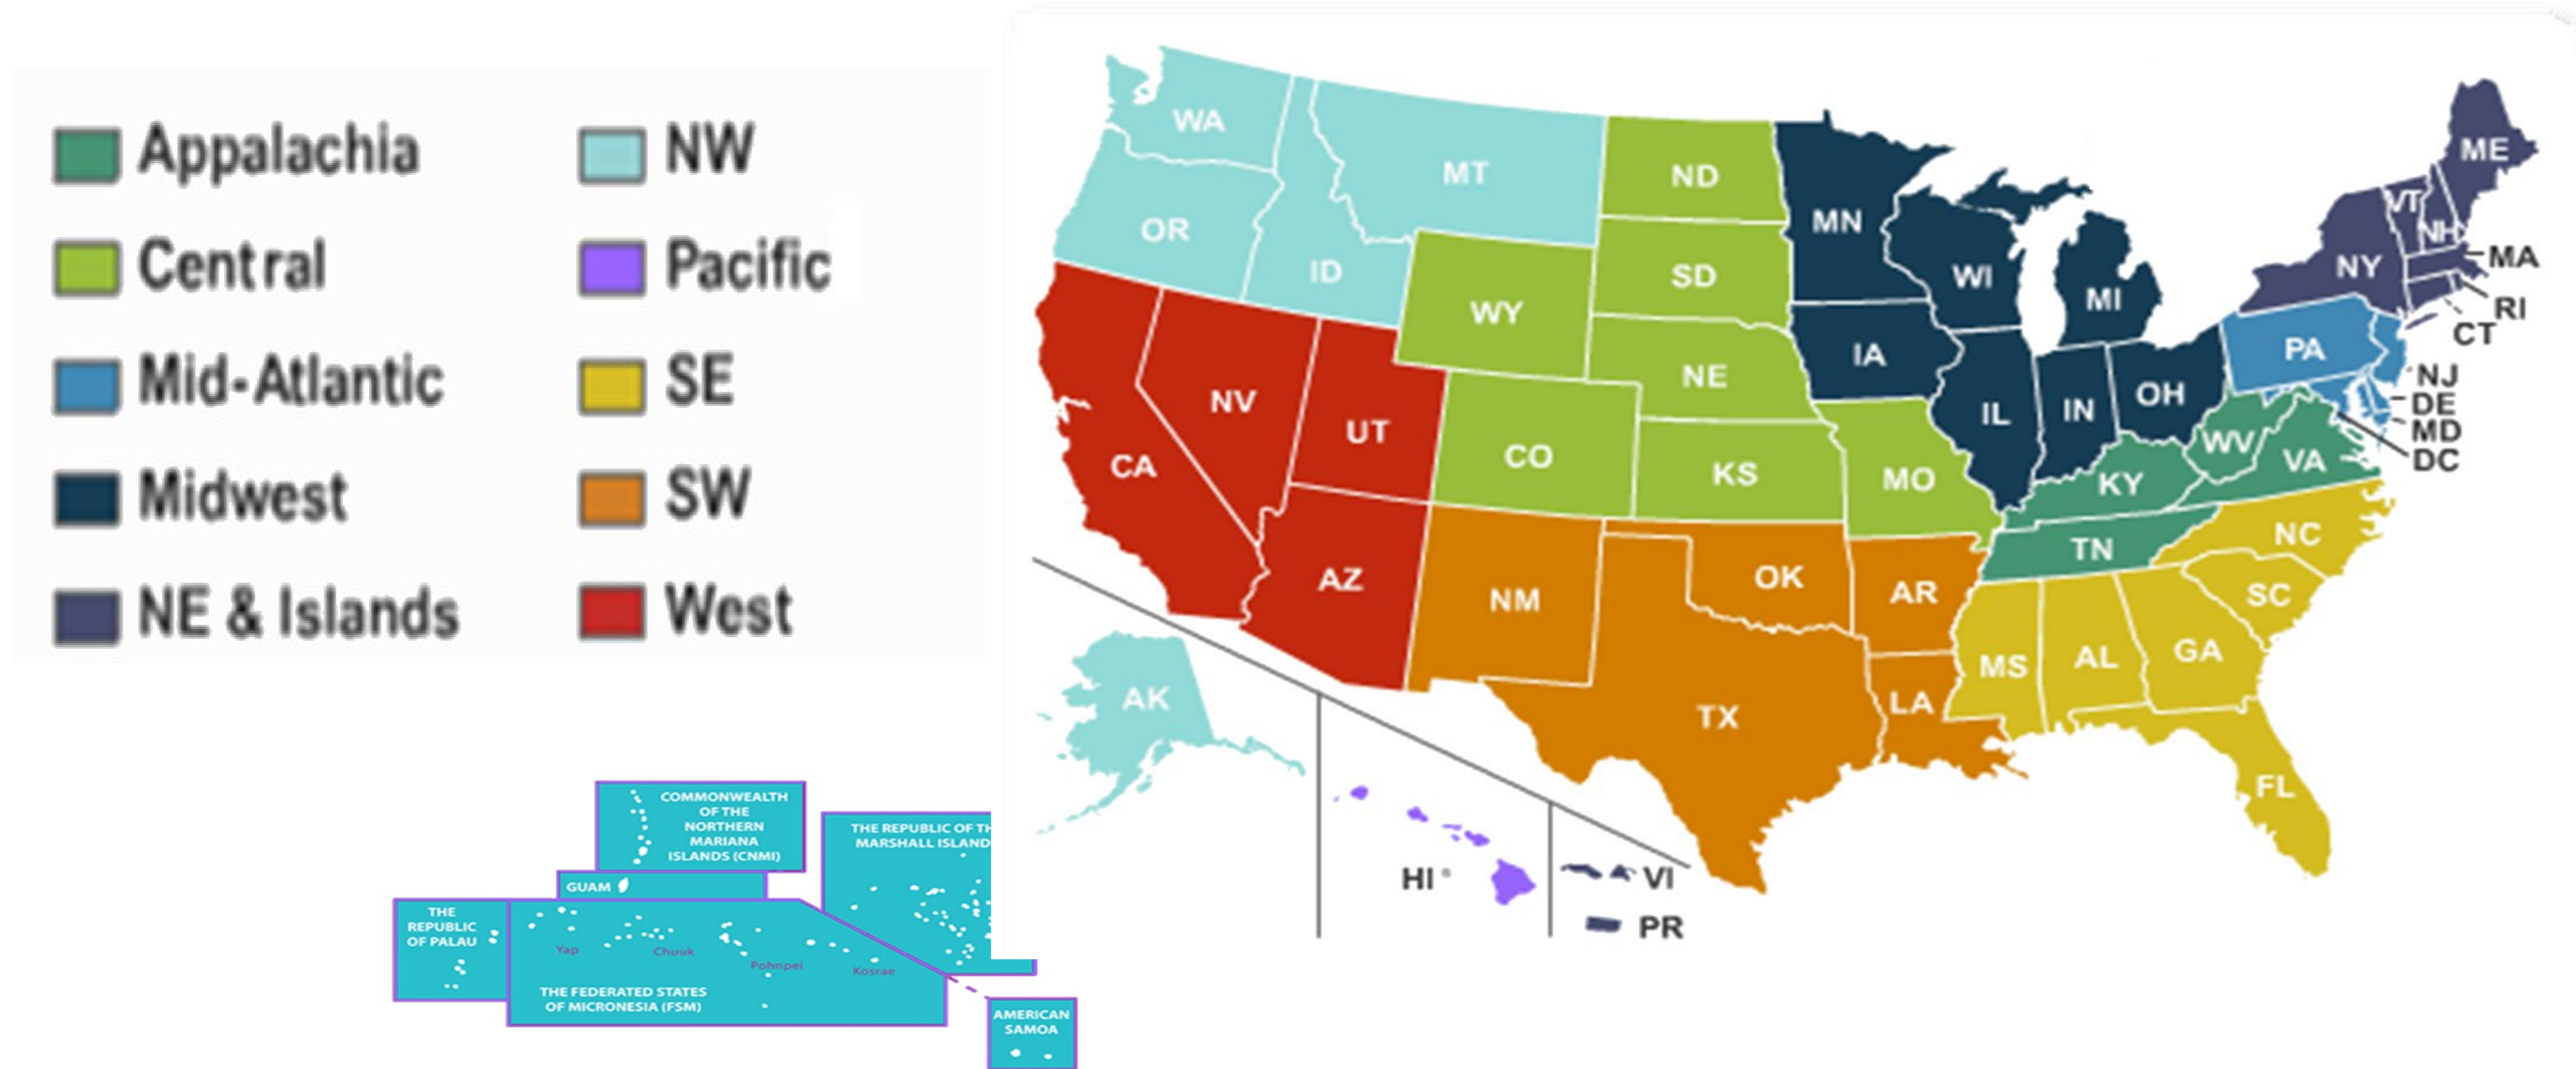 Appalachia
Central
Mid-Atlantic
Midwest
NE & Islands
NW
Pacific
SE
SW
West
WA
OR
ID
MT
WY
ND
SD
NE
CO
KS
MO
MN
IA
WI
IL
MI
IN
OH
CA
NV
UT
AZ
NM
OK
TX
AR
LA
KY
WV
VA
TN
NC
SC
MS
AL
GA
FL
PA
NY
VT
NH
ME
MA
RI
CT
NJ
DE
MD
DC
AK
HI
VI
PR
COMMONWEALTH
OF THE
NORTHERN
MARIANA
ISLANDS (CNMI)
THE REPUBLIC OF TH
MARSHALL ISLAND
GUAM
THE
REPUBLIC
OF PALAU
Yap
Chuuk
Pohnpei
Kosrae
THE FEDERATED STATES
OF MICRONESIA (FSM)
AMERICAN
SAMOA